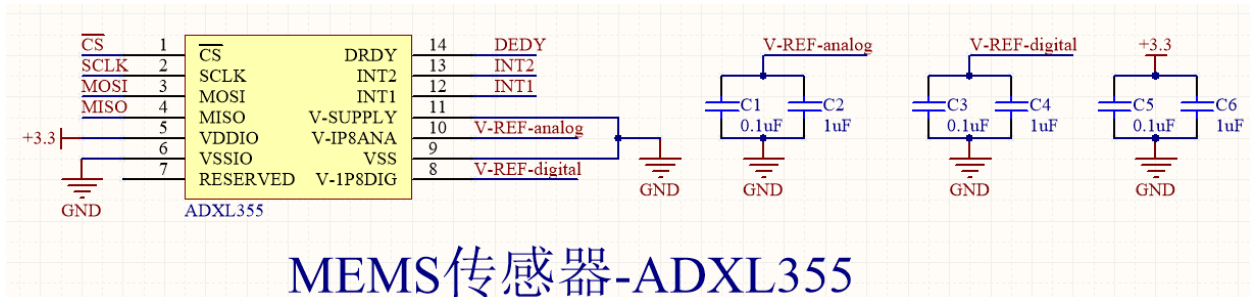 CS 1 CS DRDY 14 DEDY
SCLK 2 SCLK INT2 13 INT2
MOSI 3 MOSI INT1 12 INT1
MISO 4 MISO V-SUPPLY 11
+3.3 5 VDDIO V-IP8ANA 10 V-REF-analog
6 VSSIO VSS 9
7 RESERVED V-1P8DIG 8 V-REF-digital
GND
ADXL355
GND
V-REF-analog
C1
0.1uF
C2
1uF
GND
V-REF-digital
C3
0.1uF
C4
1uF
GND
+3.3
C5
0.1uF
C6
1uF
GND
MEMS传感器-ADXL355